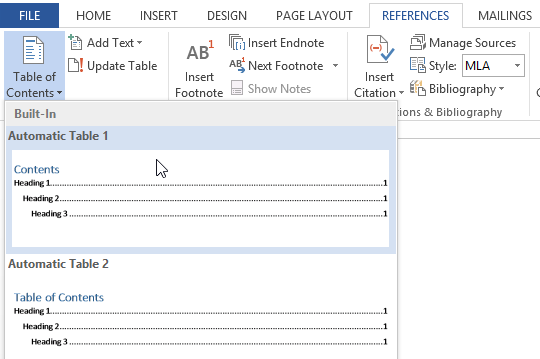 FILE HOME INSERT DESIGN PAGE LAYOUT REFERENCES MAILINGS
Table of Contents
Add Text
Update Table
AB1
Insert Footnote
Insert Endnote
AB1 Next Footnote
Show Notes
Insert Citation
Manage Sources
Style: MLA
Bibliography
ons & Bibliography
Built-In
Automatic Table 1
Contents
Heading 1........1
Heading 2........1
Heading 3........1
Automatic Table 2
Table of Contents
Heading 1........1
Heading 2........1
Heading 3........1